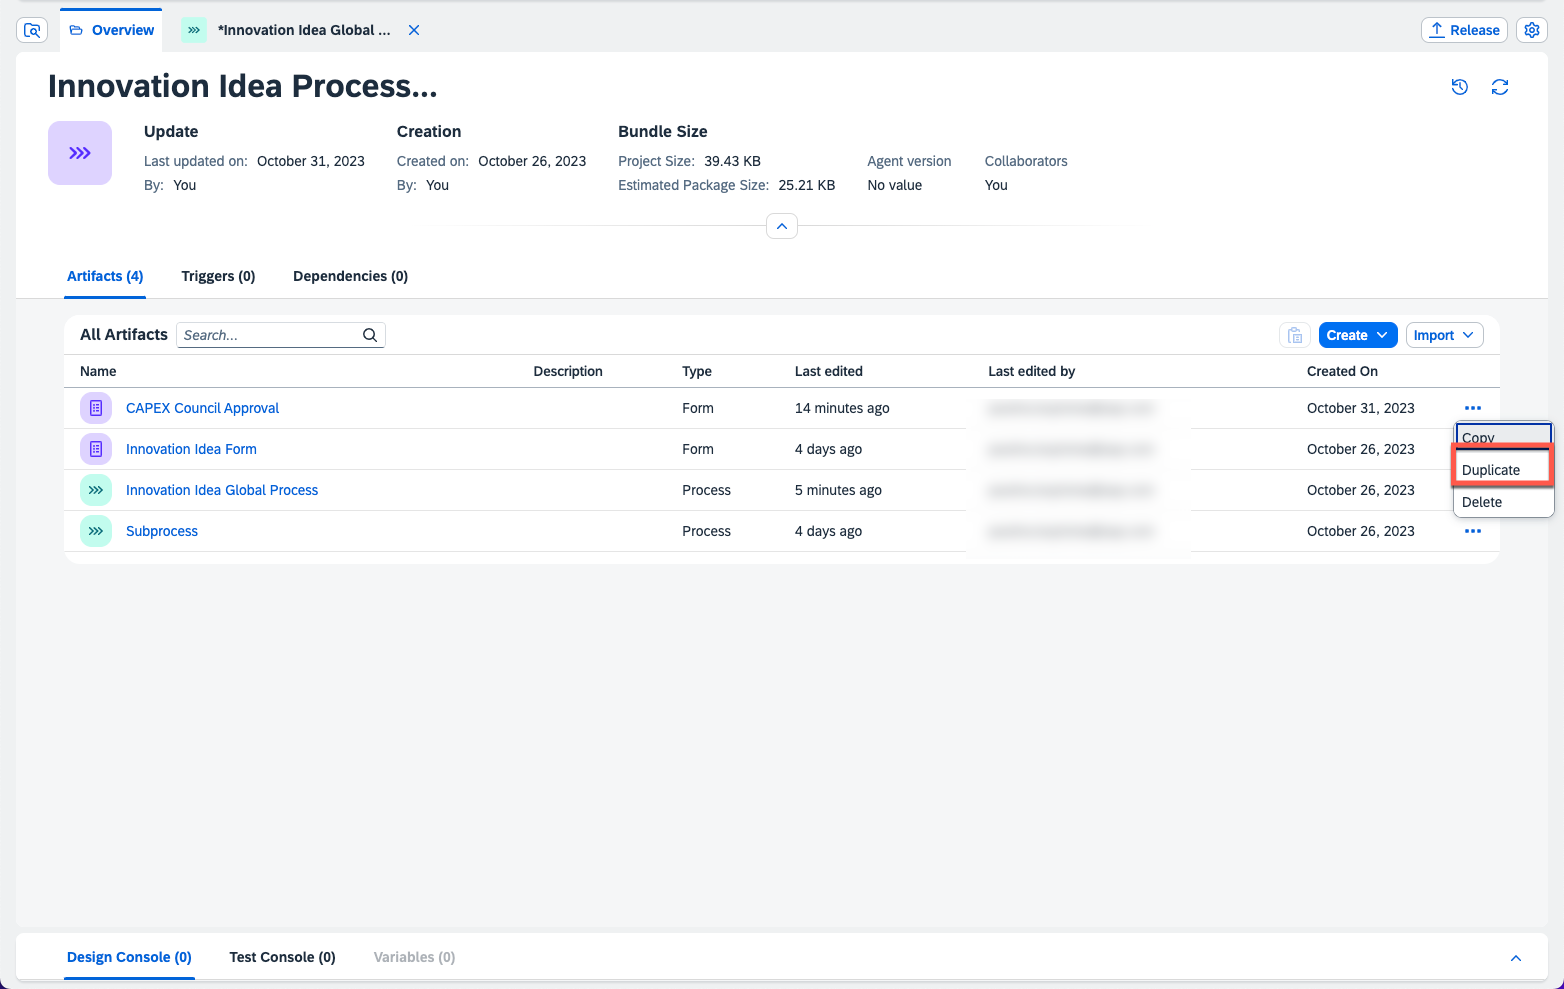 Overview
*Innovation Idea Global ...
Release
Innovation Idea Process...
Update
Creation
Bundle Size
Last updated on: October 31, 2023
Created on: October 26, 2023
Project Size: 39.43 KB
Agent version
Collaborators
By: You
By: You
Estimated Package Size: 25.21 KB
No value
You
Artifacts (4)
Triggers (0)
Dependencies (0)
All Artifacts
Search...
Create
Import
Name
Description
Type
Last edited
Last edited by
Created On
CAPEX Council Approval
Form
14 minutes ago
October 31, 2023
Innovation Idea Form
Form
4 days ago
October 26, 2023
Innovation Idea Global Process
Process
5 minutes ago
October 26, 2023
Subprocess
Process
4 days ago
October 26, 2023
Copy
Duplicate
Delete
Design Console (0)
Test Console (0)
Variables (0)